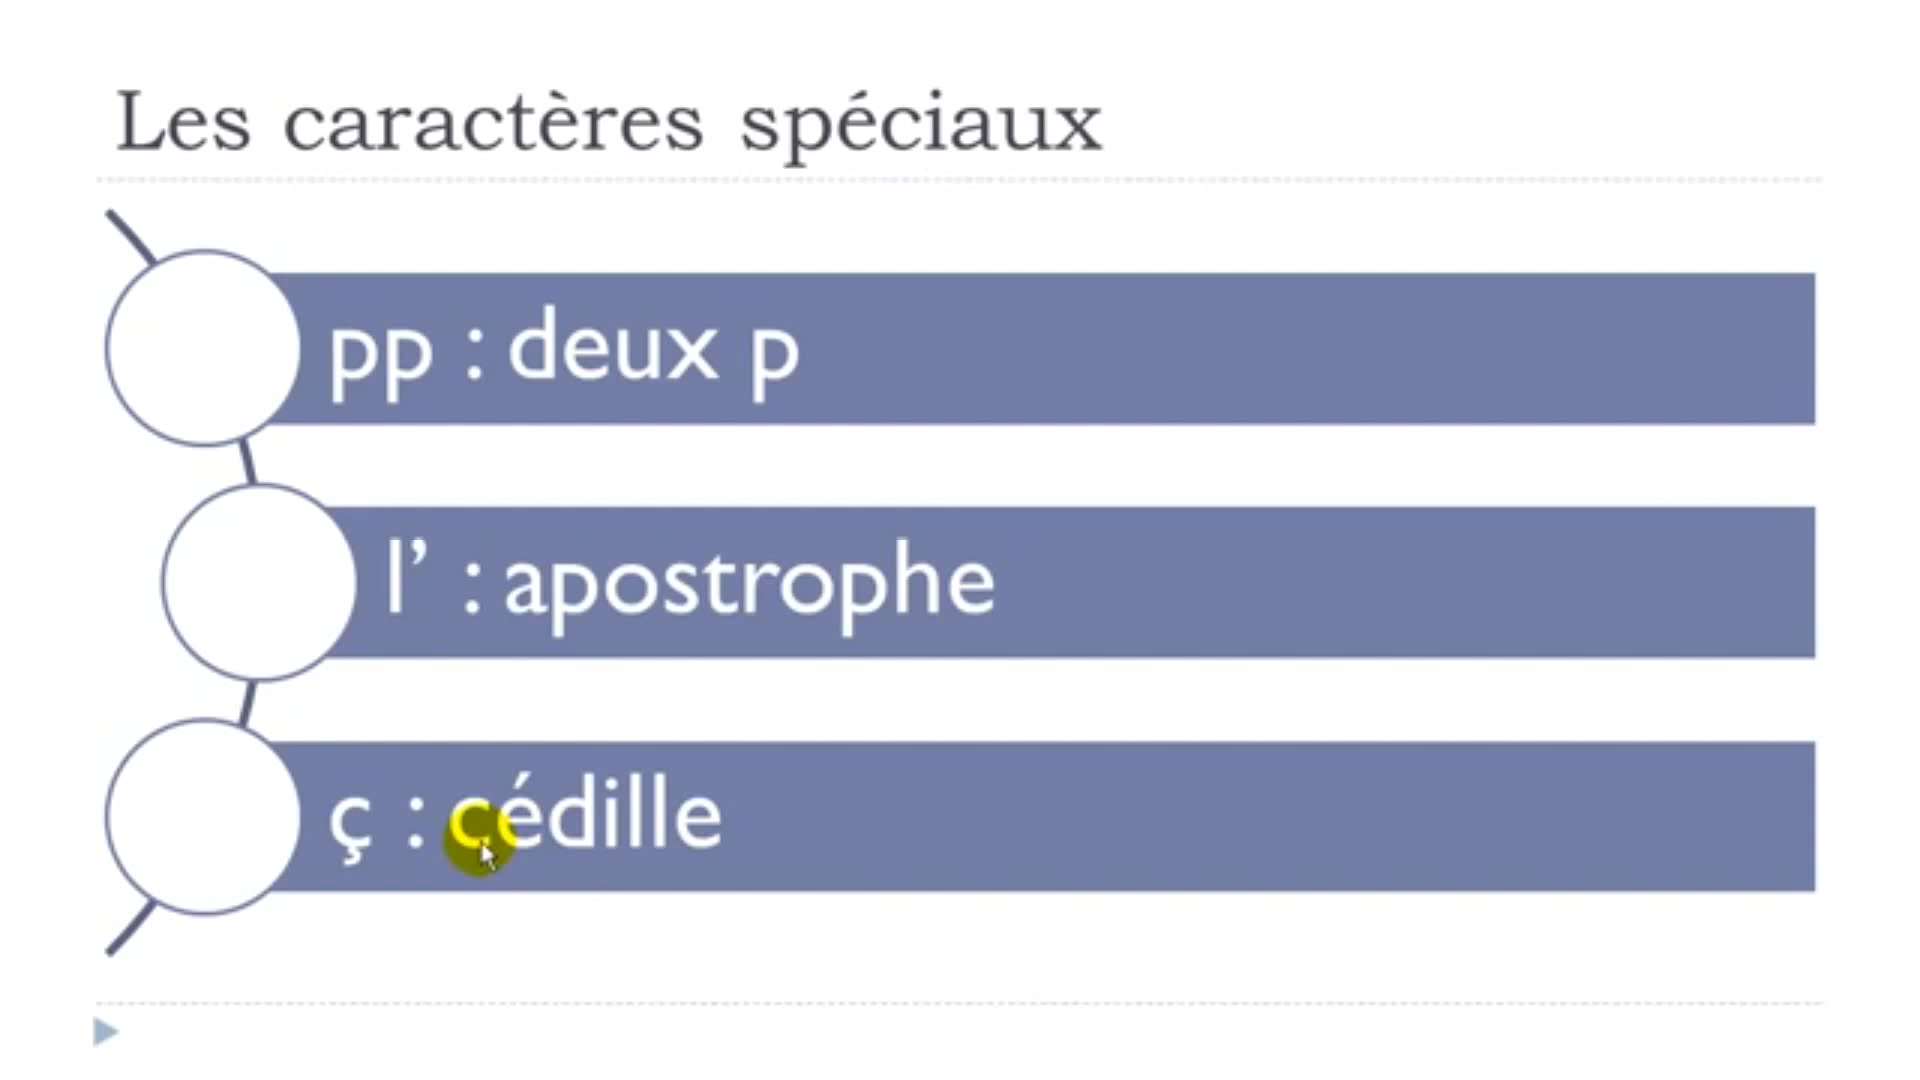 Les caractères spéciaux
pp : deux p
l’ : apostrophe
ç : cédille